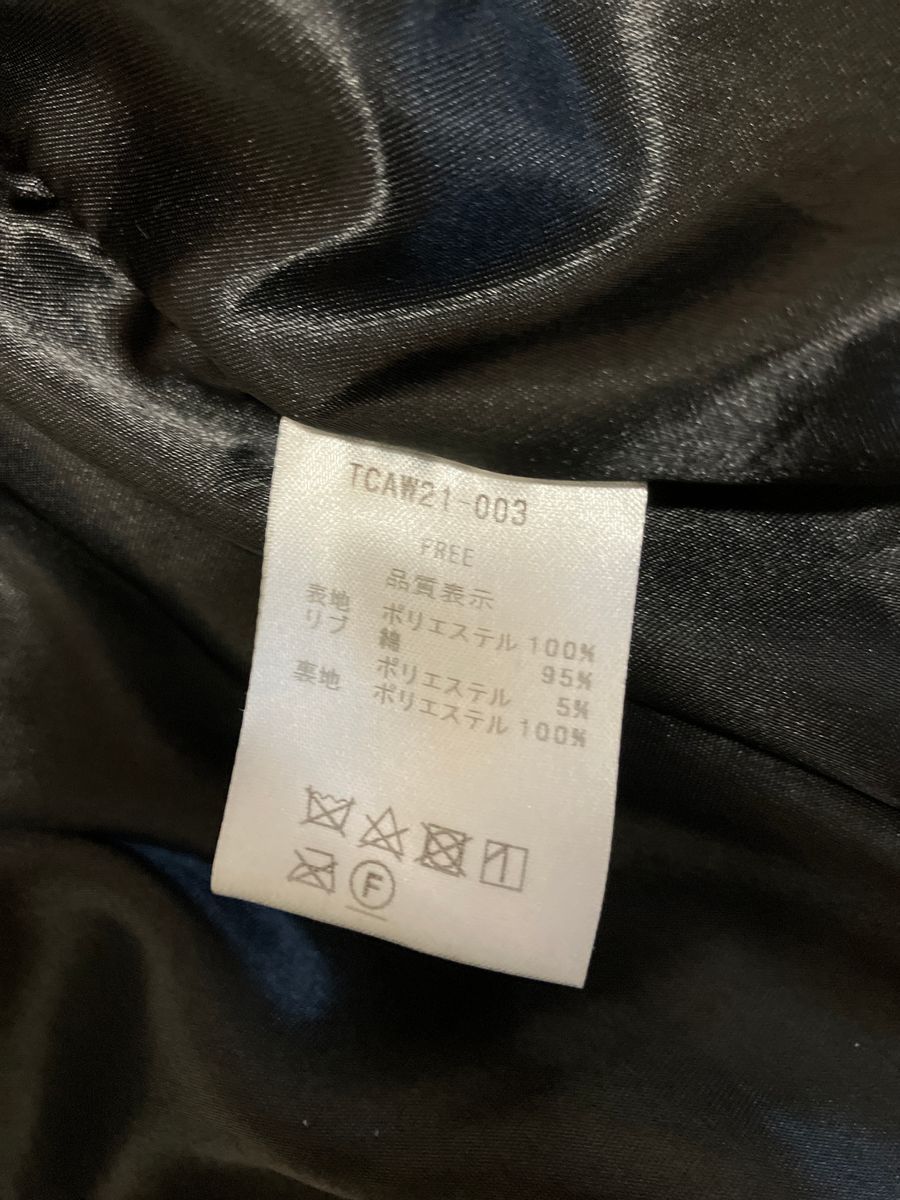 TCAW21-003
FREE
品質表示
表地 ポリエステル 100%
リブ 綿 95%
ポリエステル 5%
裏地 ポリエステル 100%
F